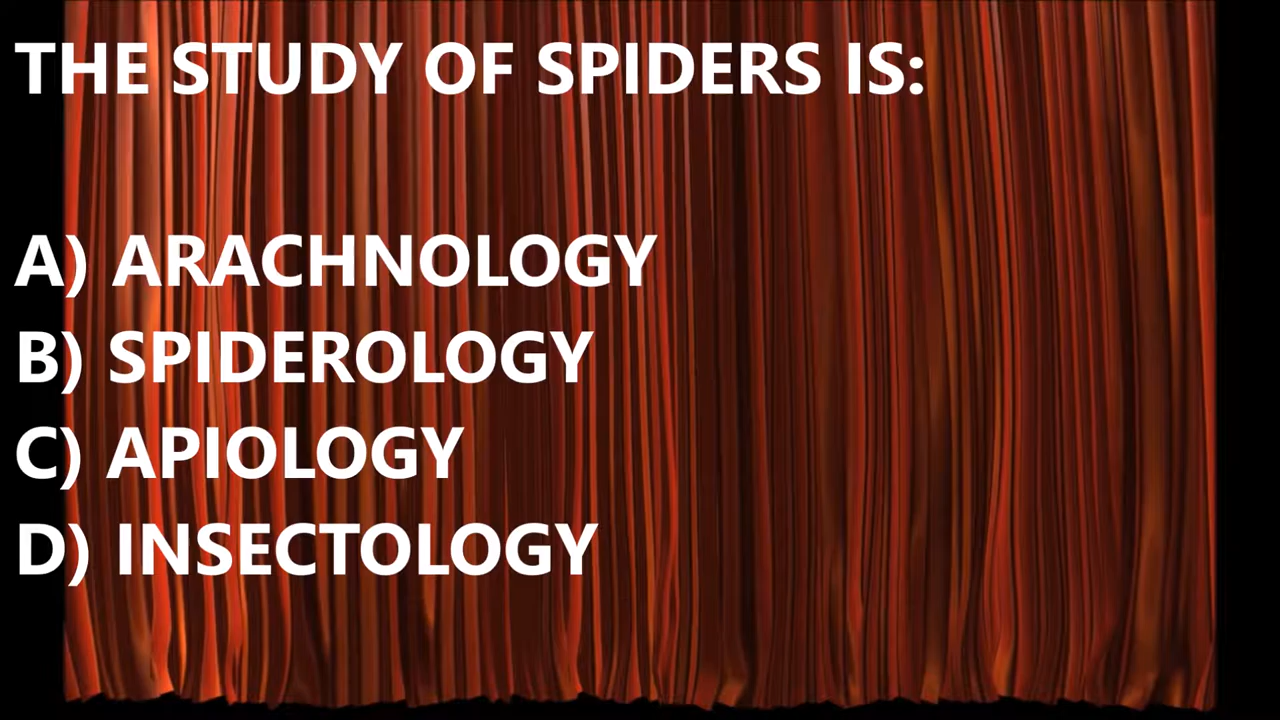 THE STUDY OF SPIDERS IS:
A) ARACHNOLOGY
B) SPIDEROLOGY
C) APIOLOGY
D) INSECTOLOGY